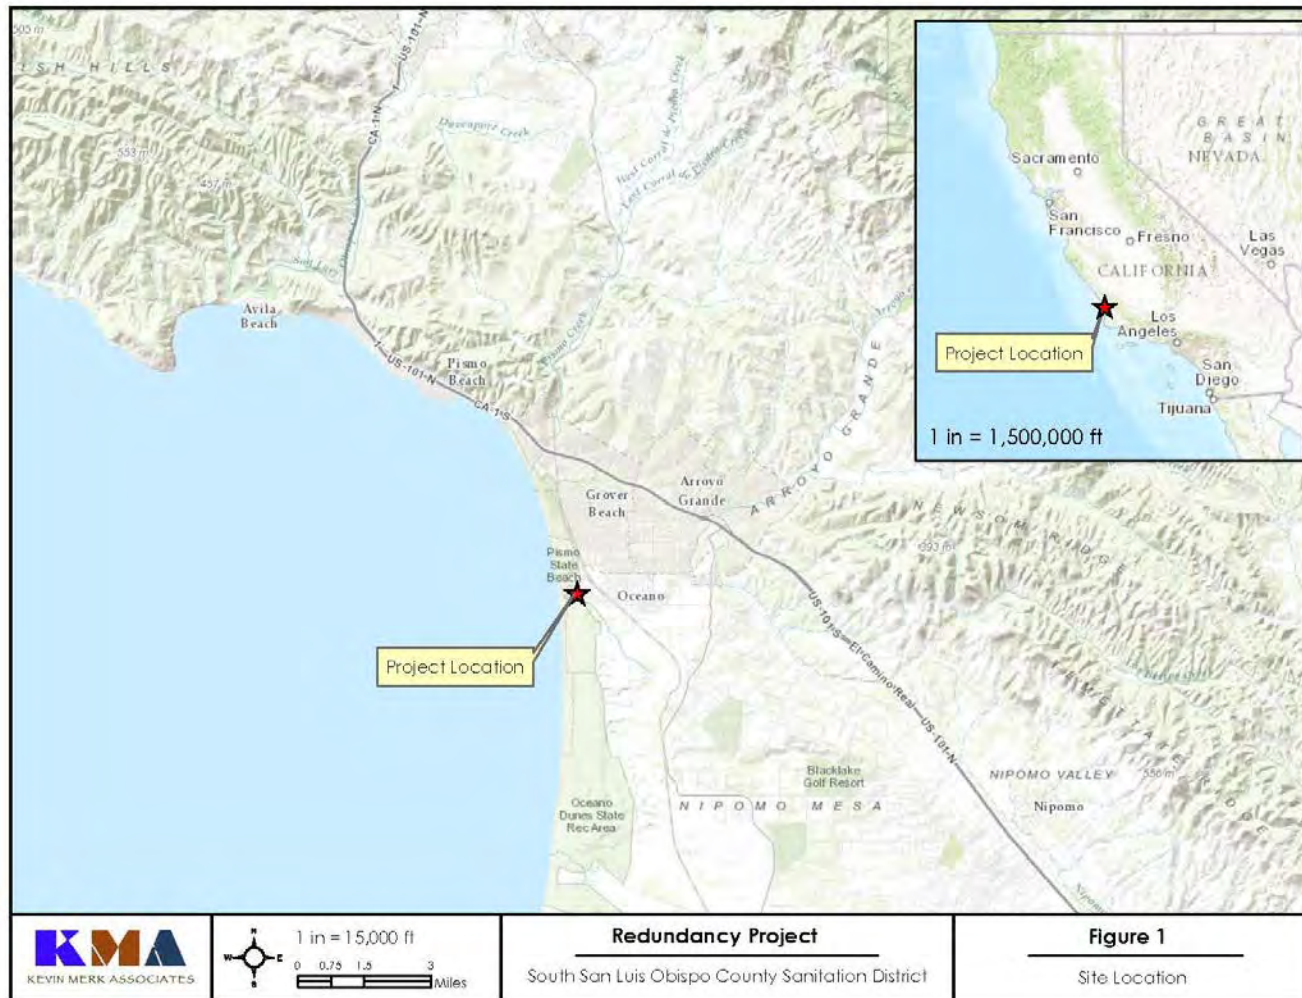 505 m
CA-1-N
US-101-N
Davenport Creek
West Corral de Piedra Creek
East Corral de Piedra Creek
553 m
457 m
Avila
Beach
US-101-N
Pismo
Beach
CA-1-S
Pismo Creek
Arroyo
Grover
Beach
Arroyo
Grande
ARROYO GRANDE
NEWSOM RIDGE
693 m
Pismo
State
Beach
Oceano
Project Location
US-101-S
El Camino Real
US-101-N
Blacklake
Golf Resort
NIPOMO MESA
NIPOMO VALLEY
556 m
Nipomo
Oceano
Dunes State
Rec Area
Nipomo
GREAT
BASIN
NEVADA
Sacramento
San
Francisco
Fresno
Las
Vegas
CALIFORNIA
Los
Angeles
Project Location
San
Diego
Tijuana
1 in = 1,500,000 ft
KMA
KEVIN MERK ASSOCIATES
N
W E
S
1 in = 15,000 ft
0 0.75 1.5 3
Miles
Redundancy Project
South San Luis Obispo County Sanitation District
Figure 1
Site Location